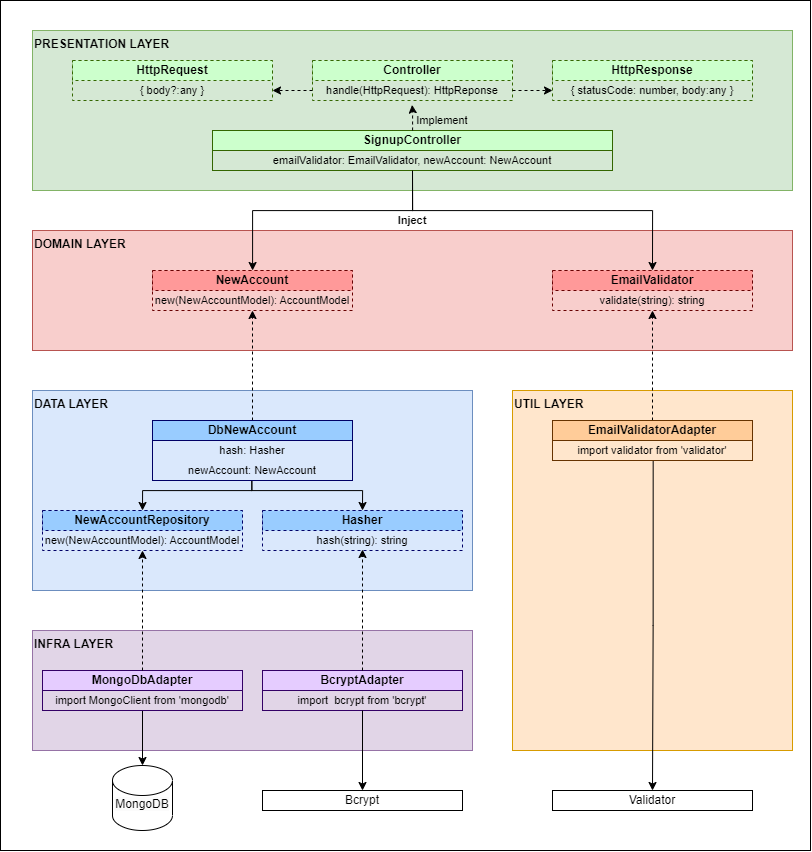 PRESENTATION LAYER
HttpRequest
{ body?:any }
Controller
handle(HttpRequest): HttpReponse
HttpResponse
{ statusCode: number, body:any }
Implement
SignupController
emailValidator: EmailValidator, newAccount: NewAccount
Inject
DOMAIN LAYER
NewAccount
new(NewAccountModel): AccountModel
EmailValidator
validate(string): string
DATA LAYER
DbNewAccount
hash: Hasher
newAccount: NewAccount
NewAccountRepository
new(NewAccountModel): AccountModel
Hasher
hash(string): string
UTIL LAYER
EmailValidatorAdapter
import validator from 'validator'
INFRA LAYER
MongoDbAdapter
import MongoClient from 'mongodb'
BcryptAdapter
import  bcrypt from 'bcrypt'
MongoDB
Bcrypt
Validator